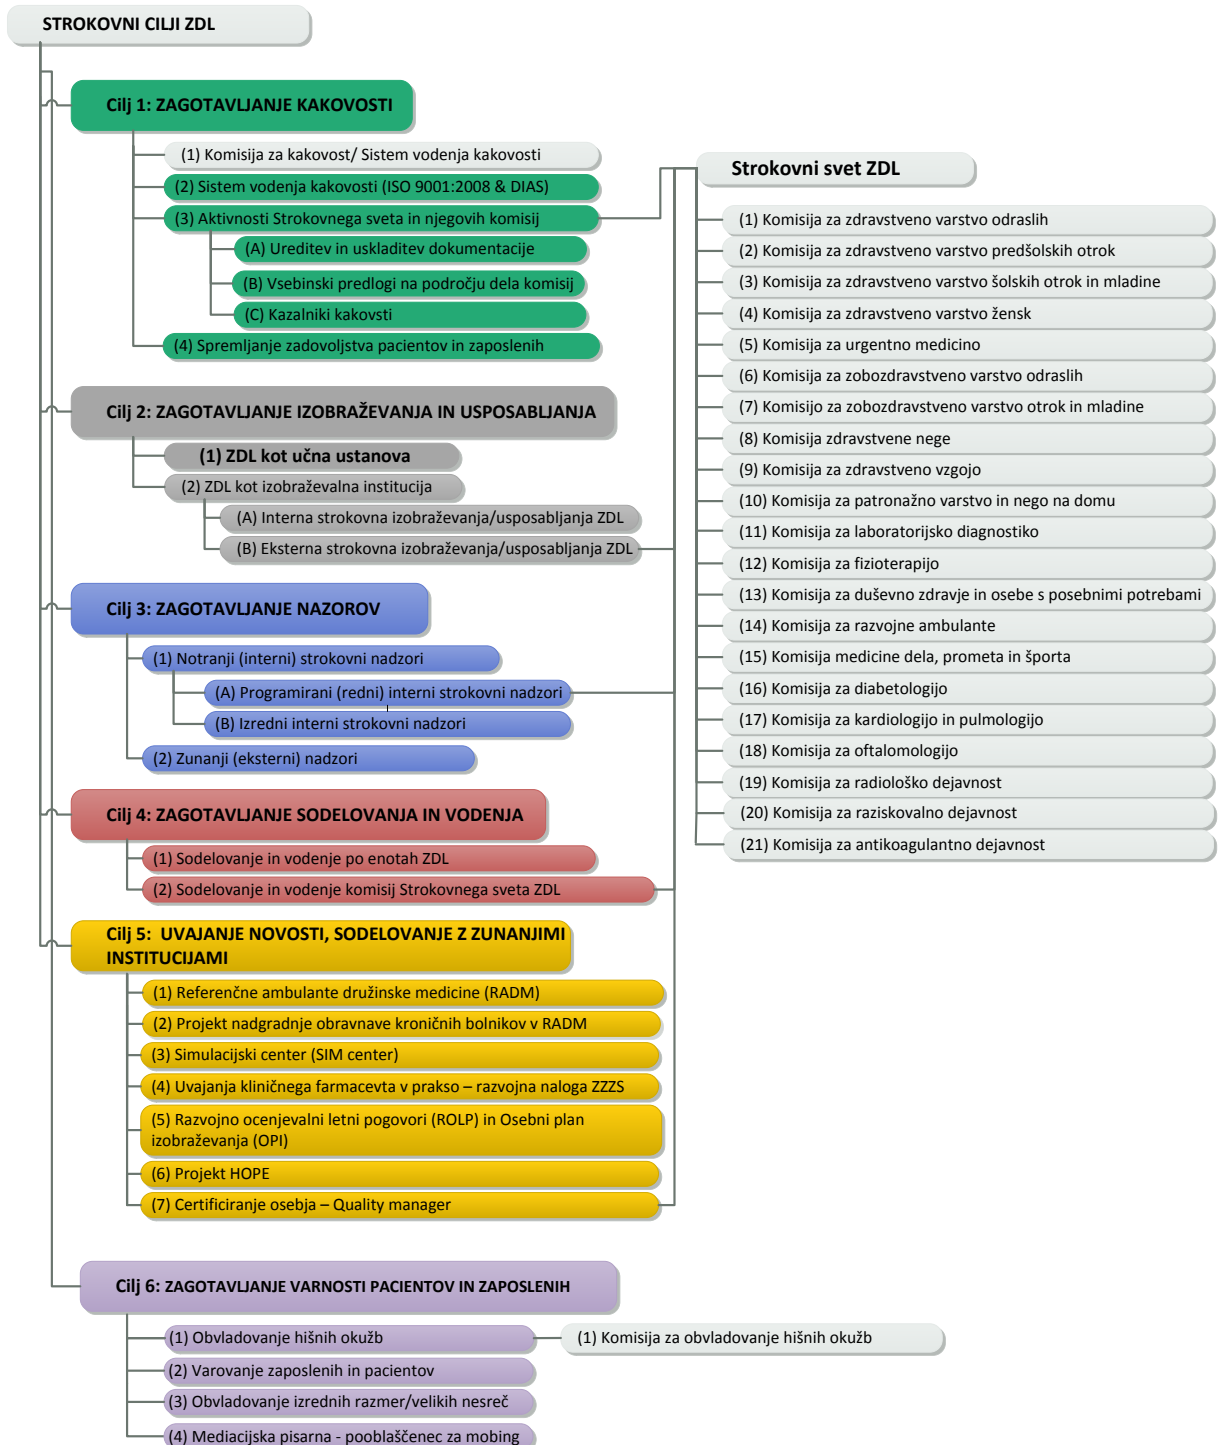 STROKOVNI CILJI ZDL
Cilj 1: ZAGOTAVLJANJE KAKOVOSTI
(1) Komisija za kakovost/ Sistem vodenja kakovosti
(2) Sistem vodenja kakovosti (ISO 9001:2008 & DIAS)
(3) Aktivnosti Strokovnega sveta in njegovih komisij
(A) Ureditev in uskladitev dokumentacije
(B) Vsebinski predlogi na področju dela komisij
(C) Kazalniki kakovsti
(4) Spremljanje zadovoljstva pacientov in zaposlenih
Cilj 2: ZAGOTAVLJANJE IZOBRAŽEVANJA IN USPOSABLJANJA
(1) ZDL kot učna ustanova
(2) ZDL kot izobraževalna institucija
(A) Interna strokovna izobraževanja/usposabljanja ZDL
(B) Eksterna strokovna izobraževanja/usposabljanja ZDL
Cilj 3: ZAGOTAVLJANJE NAZOROV
(1) Notranji (interni) strokovni nadzori
(A) Programirani (redni) interni strokovni nadzori
(B) Izredni interni strokovni nadzori
(2) Zunanji (eksterni) nadzori
Cilj 4: ZAGOTAVLJANJE SODELOVANJA IN VODENJA
(1) Sodelovanje in vodenje po enotah ZDL
(2) Sodelovanje in vodenje komisij Strokovnega sveta ZDL
Cilj 5: UVAJANJE NOVOSTI, SODELOVANJE Z ZUNANJIMI
INSTITUCIJAMI
(1) Referenčne ambulante družinske medicine (RADM)
(2) Projekt nadgradnje obravnave kroničnih bolnikov v RADM
(3) Simulacijski center (SIM center)
(4) Uvajanja kliničnega farmacevta v prakso – razvojna naloga ZZZS
(5) Razvojno ocenjevalni letni pogovori (ROLP) in Osebni plan
izobraževanja (OPI)
(6) Projekt HOPE
(7) Certificiranje osebja – Quality manager
Cilj 6: ZAGOTAVLJANJE VARNOSTI PACIENTOV IN ZAPOSLENIH
(1) Obvladovanje hišnih okužb
(1) Komisija za obvladovanje hišnih okužb
(2) Varovanje zaposlenih in pacientov
(3) Obvladovanje izrednih razmer/velikih nesreč
(4) Mediacijska pisarna - pooblaščenec za mobing
Strokovni svet ZDL
(1) Komisija za zdravstveno varstvo odraslih
(2) Komisija za zdravstveno varstvo predšolskih otrok
(3) Komisija za zdravstveno varstvo šolskih otrok in mladine
(4) Komisija za zdravstveno varstvo žensk
(5) Komisija za urgentno medicino
(6) Komisija za zobozdravstveno varstvo odraslih
(7) Komisijo za zobozdravstveno varstvo otrok in mladine
(8) Komisija zdravstvene nege
(9) Komisija za zdravstveno vzgojo
(10) Komisija za patronažno varstvo in nego na domu
(11) Komisija za laboratorijsko diagnostiko
(12) Komisija za fizioterapijo
(13) Komisija za duševno zdravje in osebe s posebnimi potrebami
(14) Komisija za razvojne ambulante
(15) Komisija medicine dela, prometa in športa
(16) Komisija za diabetologijo
(17) Komisija za kardiologijo in pulmologijo
(18) Komisija za oftalomologijo
(19) Komisija za radiološko dejavnost
(20) Komisija za raziskovalno dejavnost
(21) Komisija za antikoagulantno dejavnost